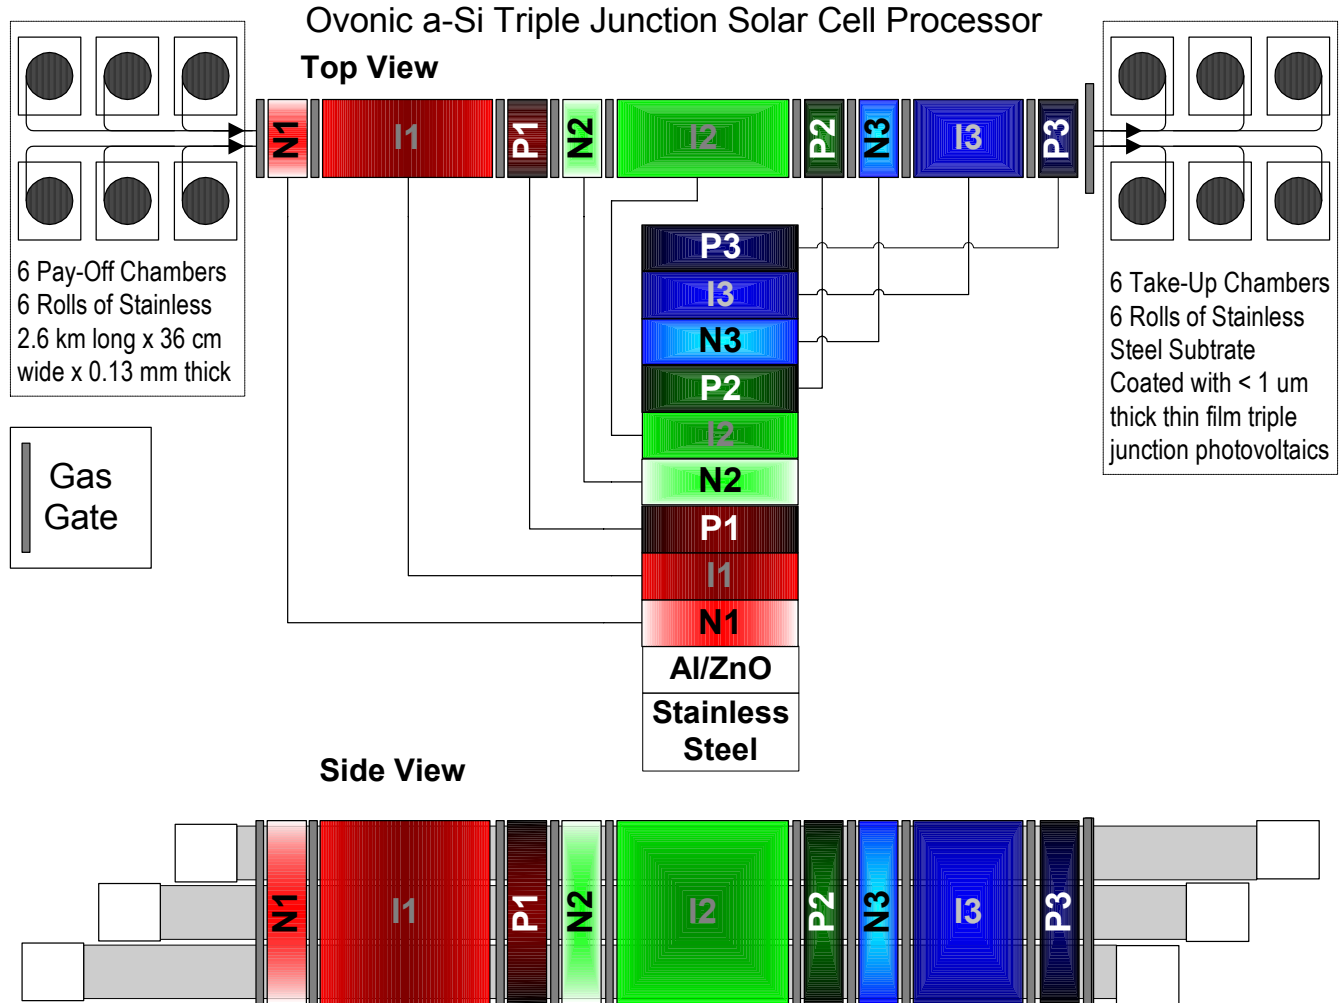 Ovonic a-Si Triple Junction Solar Cell Processor
Top View
N1 I1 P1 N2 I2 P2 N3 I3 P3
6 Pay-Off Chambers
6 Rolls of Stainless
2.6 km long x 36 cm
wide x 0.13 mm thick
Gas
Gate
P3
I3
N3
P2
I2
N2
P1
I1
N1
Al/ZnO
Stainless
Steel
6 Take-Up Chambers
6 Rolls of Stainless
Steel Subtrate
Coated with < 1 um
thick thin film triple
junction photovoltaics
Side View
N1 I1 P1 N2 I2 P2 N3 I3 P3